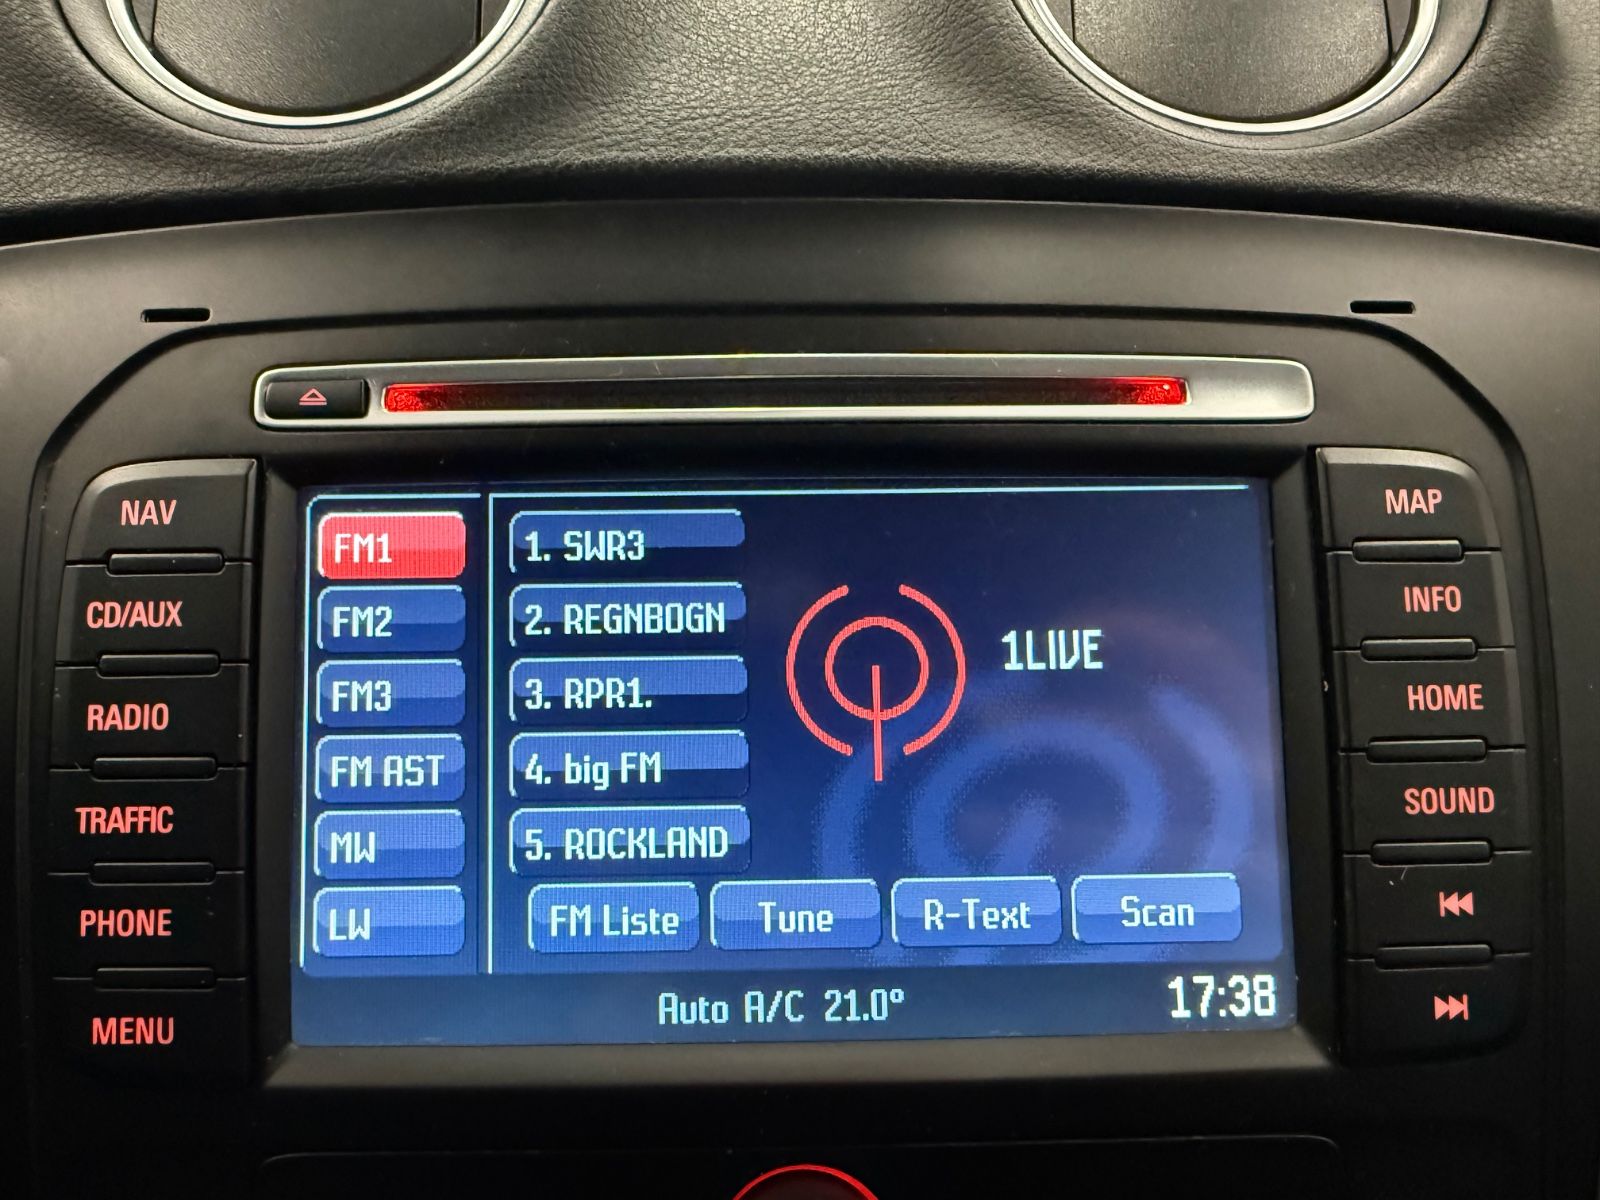 NAV
CD/AUX
RADIO
TRAFFIC
PHONE
MENU
FM1
FM2
FM3
FM AST
MW
LW
1. SWR3
2. REGNBOGN
3. RPR1.
4. big FM
5. ROCKLAND
1LIVE
FM Liste
Tune
R-Text
Scan
Auto A/C 21.0°
17:38
MAP
INFO
HOME
SOUND